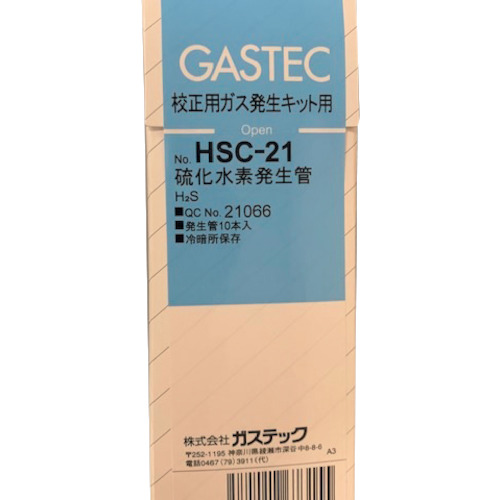 GASTEC
校正用ガス発生キット用
Open
No. HSC-21
硫化水素発生管
H₂S
■QC No. 21066
■発生管10本入
■冷暗所保存
株式会社 ガステック
〒252-1195 神奈川県綾瀬市深谷中8-8-6
電話0467(79)3911(代)
A3